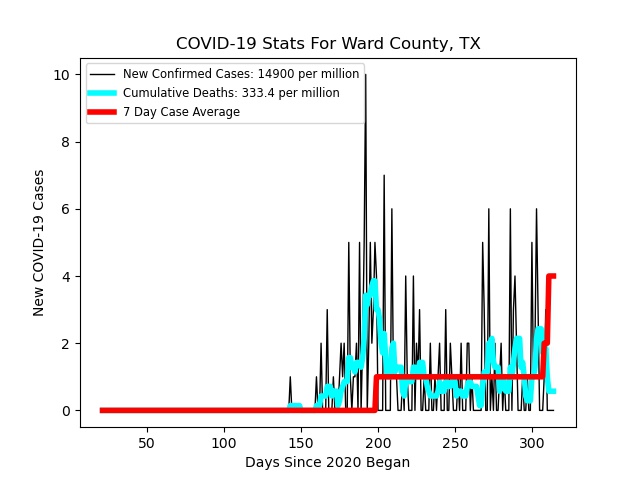 COVID-19 Stats For Ward County, TX
New Confirmed Cases: 14900 per million
Cumulative Deaths: 333.4 per million
7 Day Case Average
New COVID-19 Cases
10
8
6
4
2
0
50 100 150 200 250 300
Days Since 2020 Began